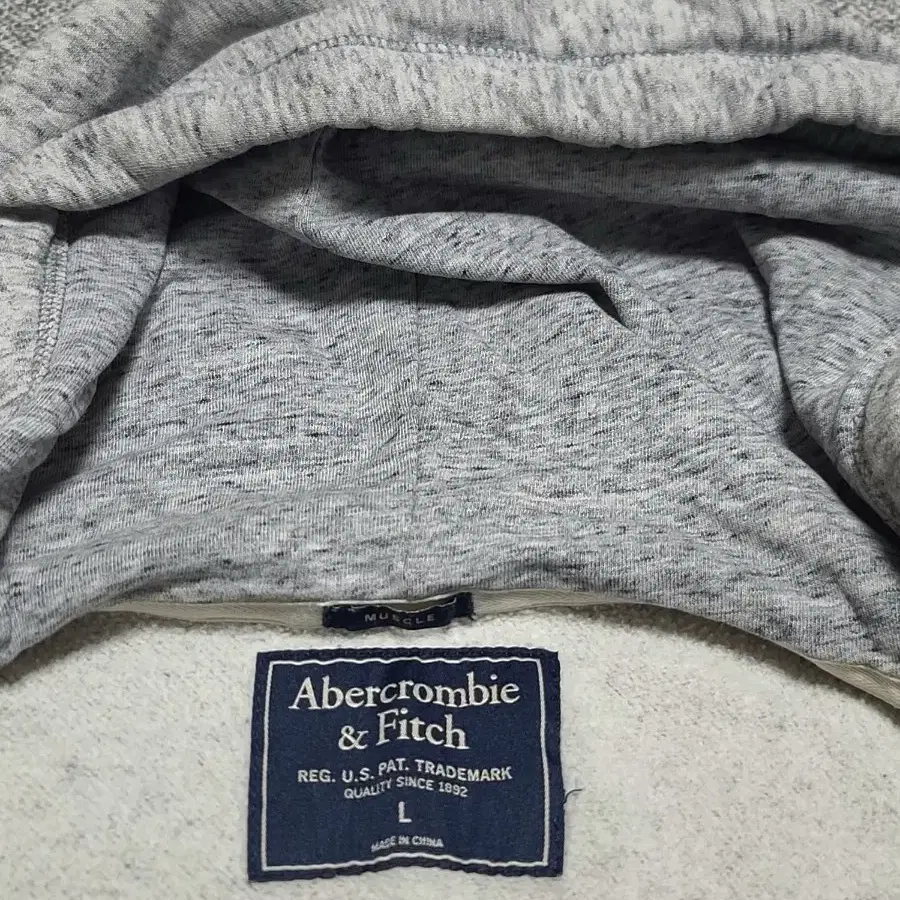 MUSCLE
Abercrombie
& Fitch
REG. U.S. PAT. TRADEMARK
QUALITY SINCE 1892
L
MADE IN CHINA